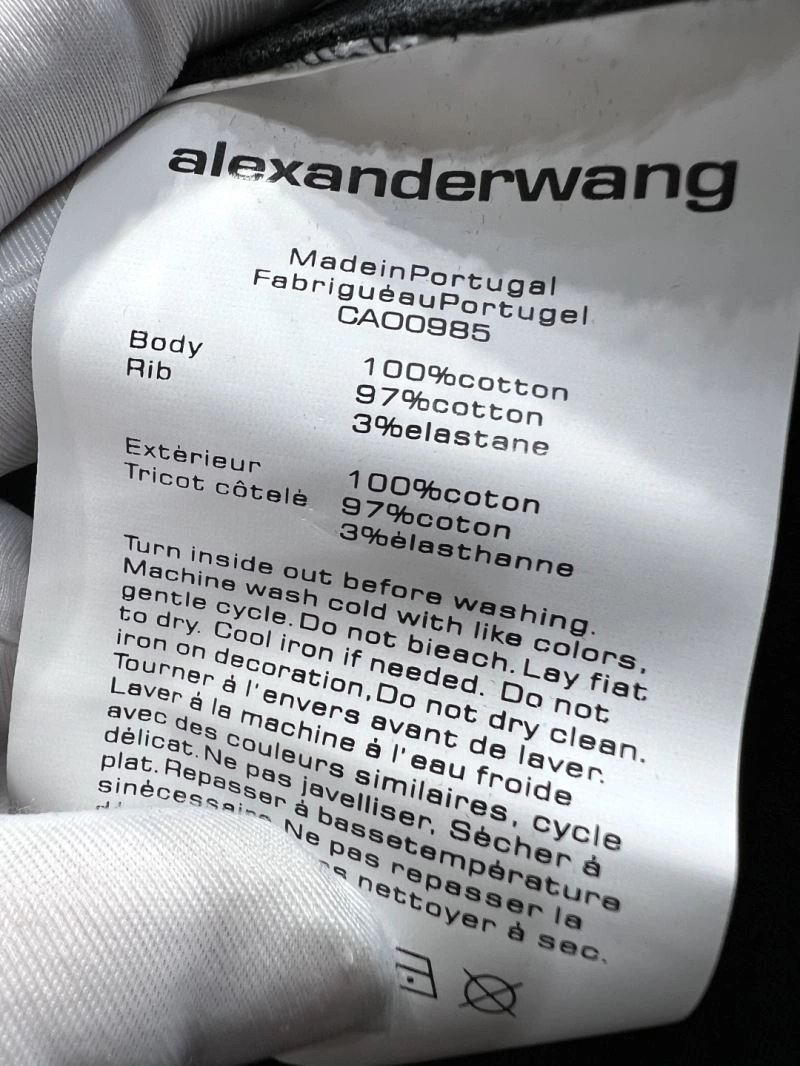 alexanderwang
MadeinPortugal
FabriguéauPortugel
CA00985
Body 100%cotton
Rib 97%cotton
3%elastane
Extèrieur 100%coton
Tricot côtelé 97%coton
3%èlasthanne
Turn inside out before washing.
Machine wash cold with like colors,
gentle cycle. Do not bieach. Lay fiat
to dry. Cool iron if needed. Do not
iron on decoration, Do not dry clean.
Tourner á l'envers avant de laver.
Laver á la machine á l'eau froide
avec des couleurs similaires, cycle
délicat. Ne pas javelliser. Sécher á
plat. Repasser á bassetempératura
sinécessaire. Ne pas repasser la
nettoyer á sec.